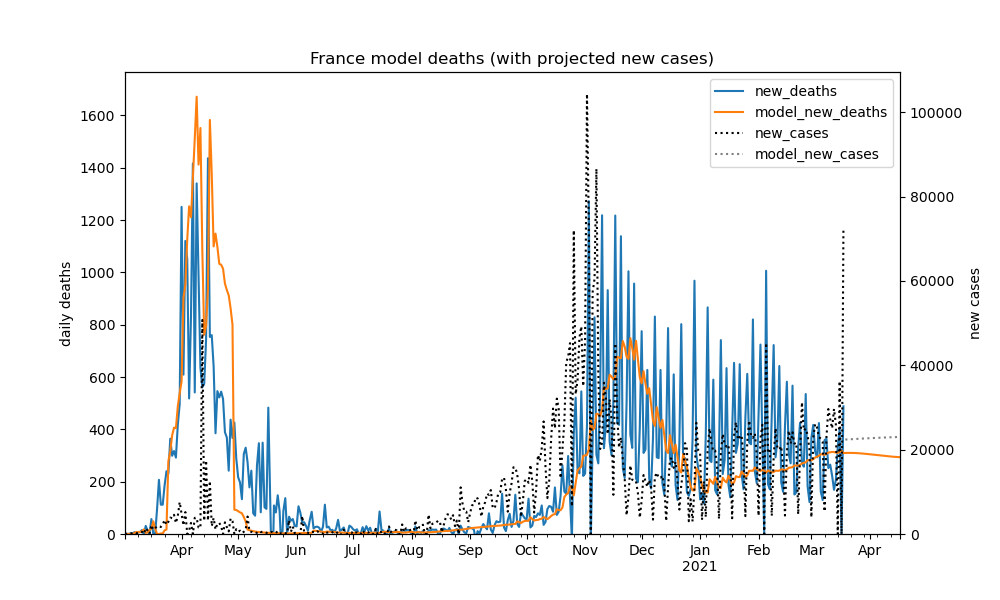 France model deaths (with projected new cases)
new_deaths
model_new_deaths
new_cases
model_new_cases
1600
1400
1200
1000
800
600
400
200
0
daily deaths
100000
80000
60000
40000
20000
0
new cases
Apr May Jun Jul Aug Sep Oct Nov Dec Jan Feb Mar Apr
2021